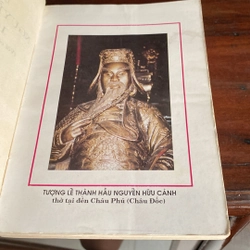 TƯỢNG LỄ THÀNH HẦU NGUYỄN HỮU CẢNH
thờ tại đền Châu Phú (Châu Đốc)